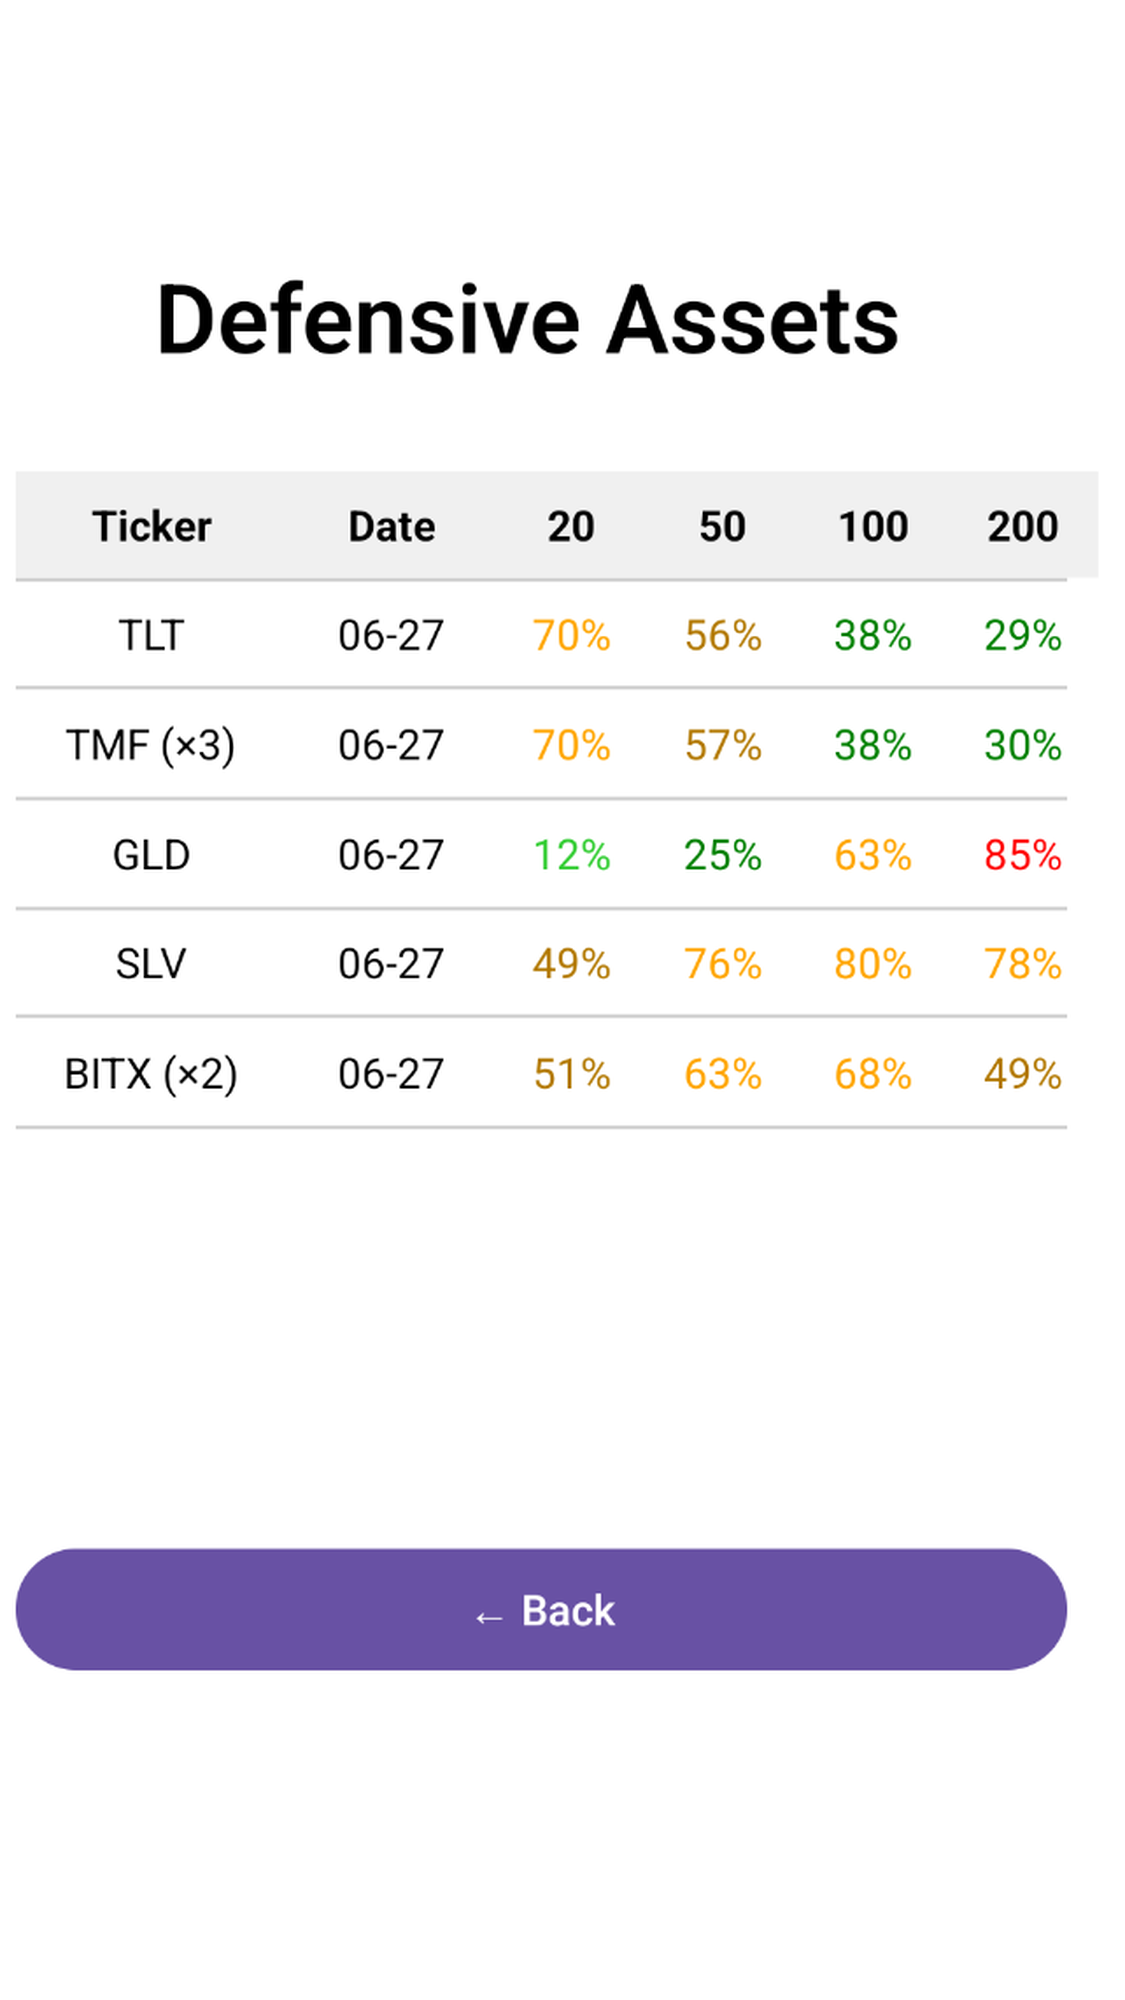 Defensive Assets
Ticker Date 20 50 100 200
TLT 06-27 70% 56% 38% 29%
TMF (×3) 06-27 70% 57% 38% 30%
GLD 06-27 12% 25% 63% 85%
SLV 06-27 49% 76% 80% 78%
BITX (×2) 06-27 51% 63% 68% 49%
← Back